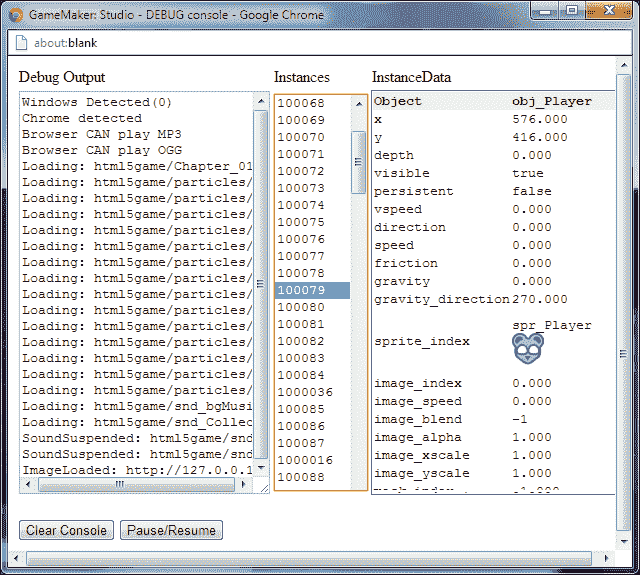 GameMaker: Studio - DEBUG console - Google Chrome
about:blank
Debug Output
Windows Detected(0)
Chrome detected
Browser CAN play MP3
Browser CAN play OGG
Loading: html5game/Chapter_01
Loading: html5game/particles/
Loading: html5game/particles/
Loading: html5game/particles/
Loading: html5game/particles/
Loading: html5game/particles/
Loading: html5game/particles/
Loading: html5game/particles/
Loading: html5game/particles/
Loading: html5game/particles/
Loading: html5game/particles/
Loading: html5game/particles/
Loading: html5game/particles/
Loading: html5game/particles/
Loading: html5game/snd_bgMusi
Loading: html5game/snd_Collec
SoundSuspended: html5game/snd
SoundSuspended: html5game/snd
ImageLoaded: http://127.0.0.1
Instances
100068
100069
100070
100071
100072
100073
100074
100075
100076
100077
100078
100079
100080
100081
100082
100083
100084
1000036
100085
100086
100087
1000016
100088
InstanceData
Object obj_Player
x 576.000
y 416.000
depth 0.000
visible true
persistent false
vspeed 0.000
direction 0.000
speed 0.000
friction 0.000
gravity 0.000
gravity_direction 270.000
spr_Player
sprite_index
image_index 0.000
image_speed 0.000
image_blend -1
image_alpha 1.000
image_xscale 1.000
image_yscale 1.000
mask_index -1.000
Clear Console Pause/Resume